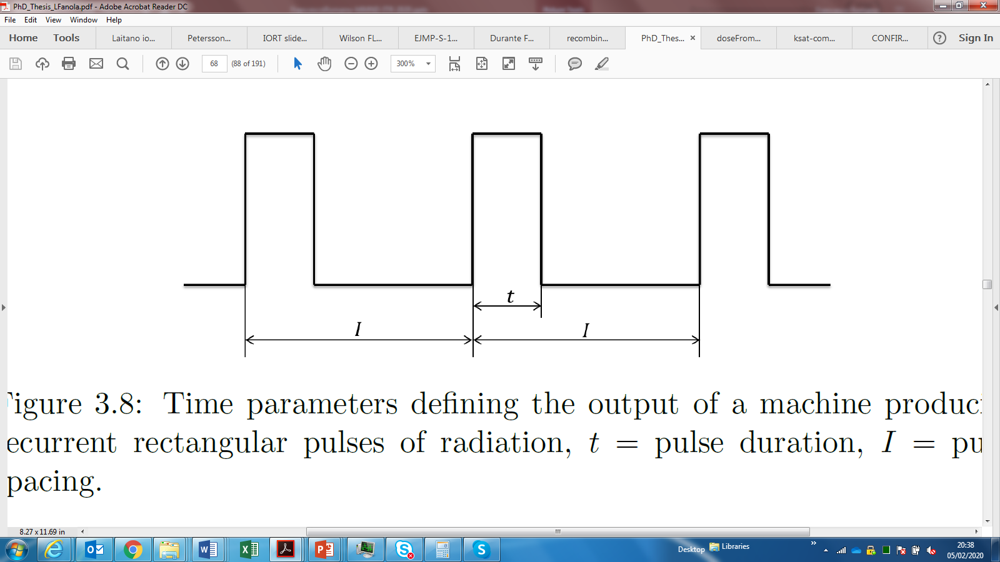 PhD_Thesis_LFanola.pdf - Adobe Acrobat Reader DC
File Edit View Window Help
Home Tools Laitano io... Petersson... IORT slide... Wilson FL... EJMP-S-1... Durante F... recombin... PhD_Thes... × doseFrom... ksat-com... CONFIR... ? Sign In
68 (88 of 191) 300%
t
I I
Figure 3.8: Time parameters defining the output of a machine produci
ecurrent rectangular pulses of radiation, t = pulse duration, I = pu
pacing.
8.27 x 11.69 in
Desktop Libraries » 20:38
05/02/2020